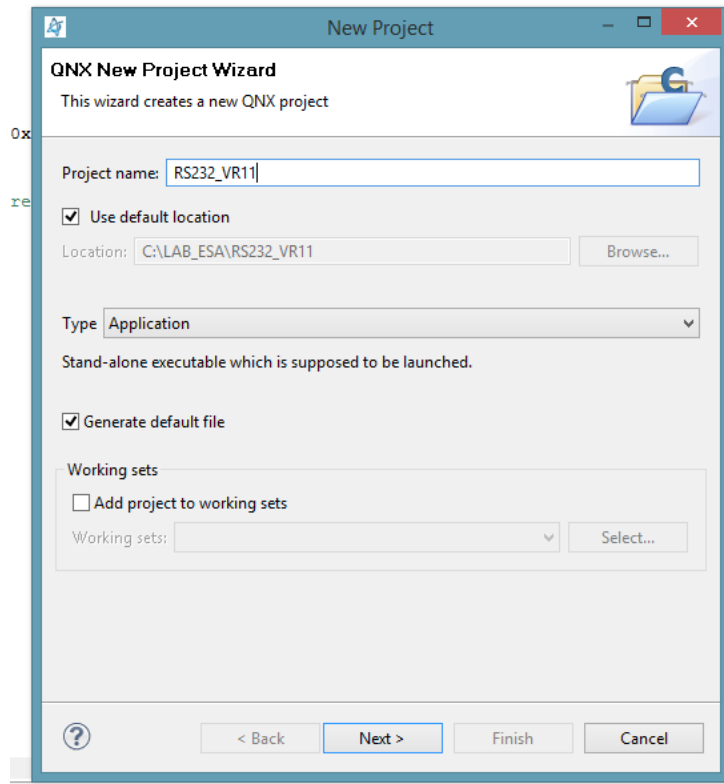 New Project
QNX New Project Wizard
This wizard creates a new QNX project
0x
Project name: RS232_VR11
re
Use default location
Location: C:\LAB_ESA\RS232_VR11 Browse...
Type Application
Stand-alone executable which is supposed to be launched.
Generate default file
Working sets
Add project to working sets
Working sets: Select...
? < Back Next > Finish Cancel